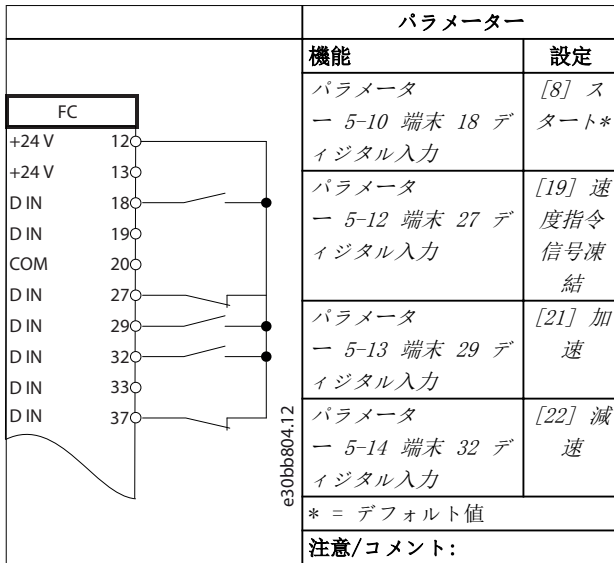 FC
+24 V 12
+24 V 13
D IN 18
D IN 19
COM 20
D IN 27
D IN 29
D IN 32
D IN 33
D IN 37
e30bb804.12
パラメーター
機能 設定
パラメータ
ー 5-10 端末 18 デ
ィジタル入力
[8] ス
タート*
パラメータ
ー 5-12 端末 27 デ
ィジタル入力
[19] 速
度指令
信号凍
結
パラメータ
ー 5-13 端末 29 デ
ィジタル入力
[21] 加
速
パラメータ
ー 5-14 端末 32 デ
ィジタル入力
[22] 減
速
* = デフォルト値
注意/コメント: